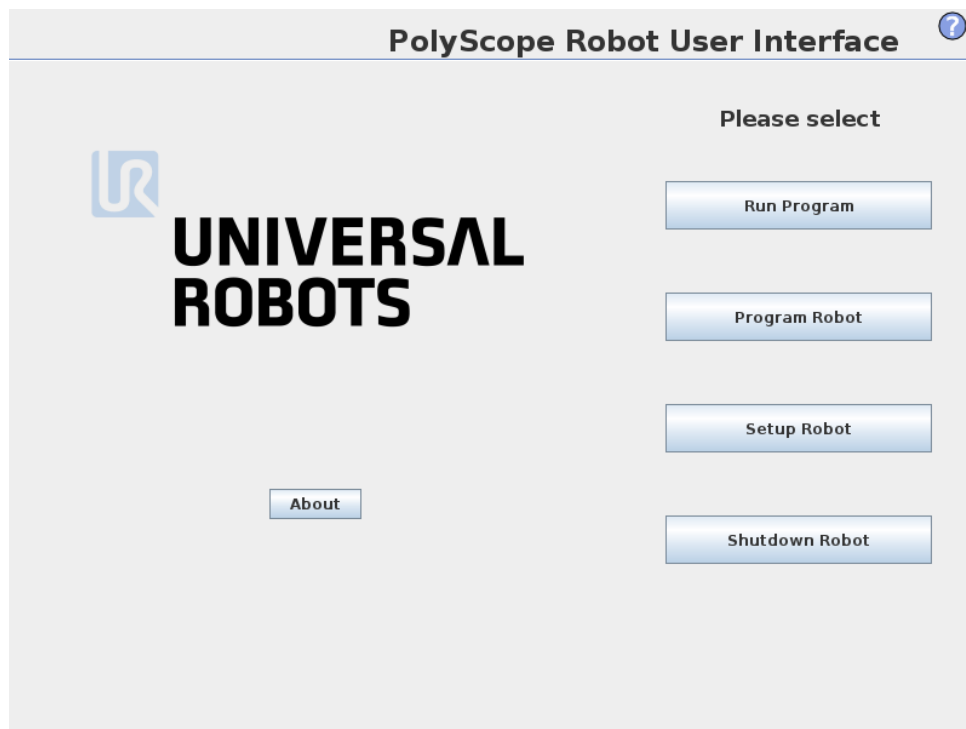 PolyScope Robot User Interface
?
Please select
UR
UNIVERSAL
ROBOTS
Run Program
Program Robot
Setup Robot
About
Shutdown Robot